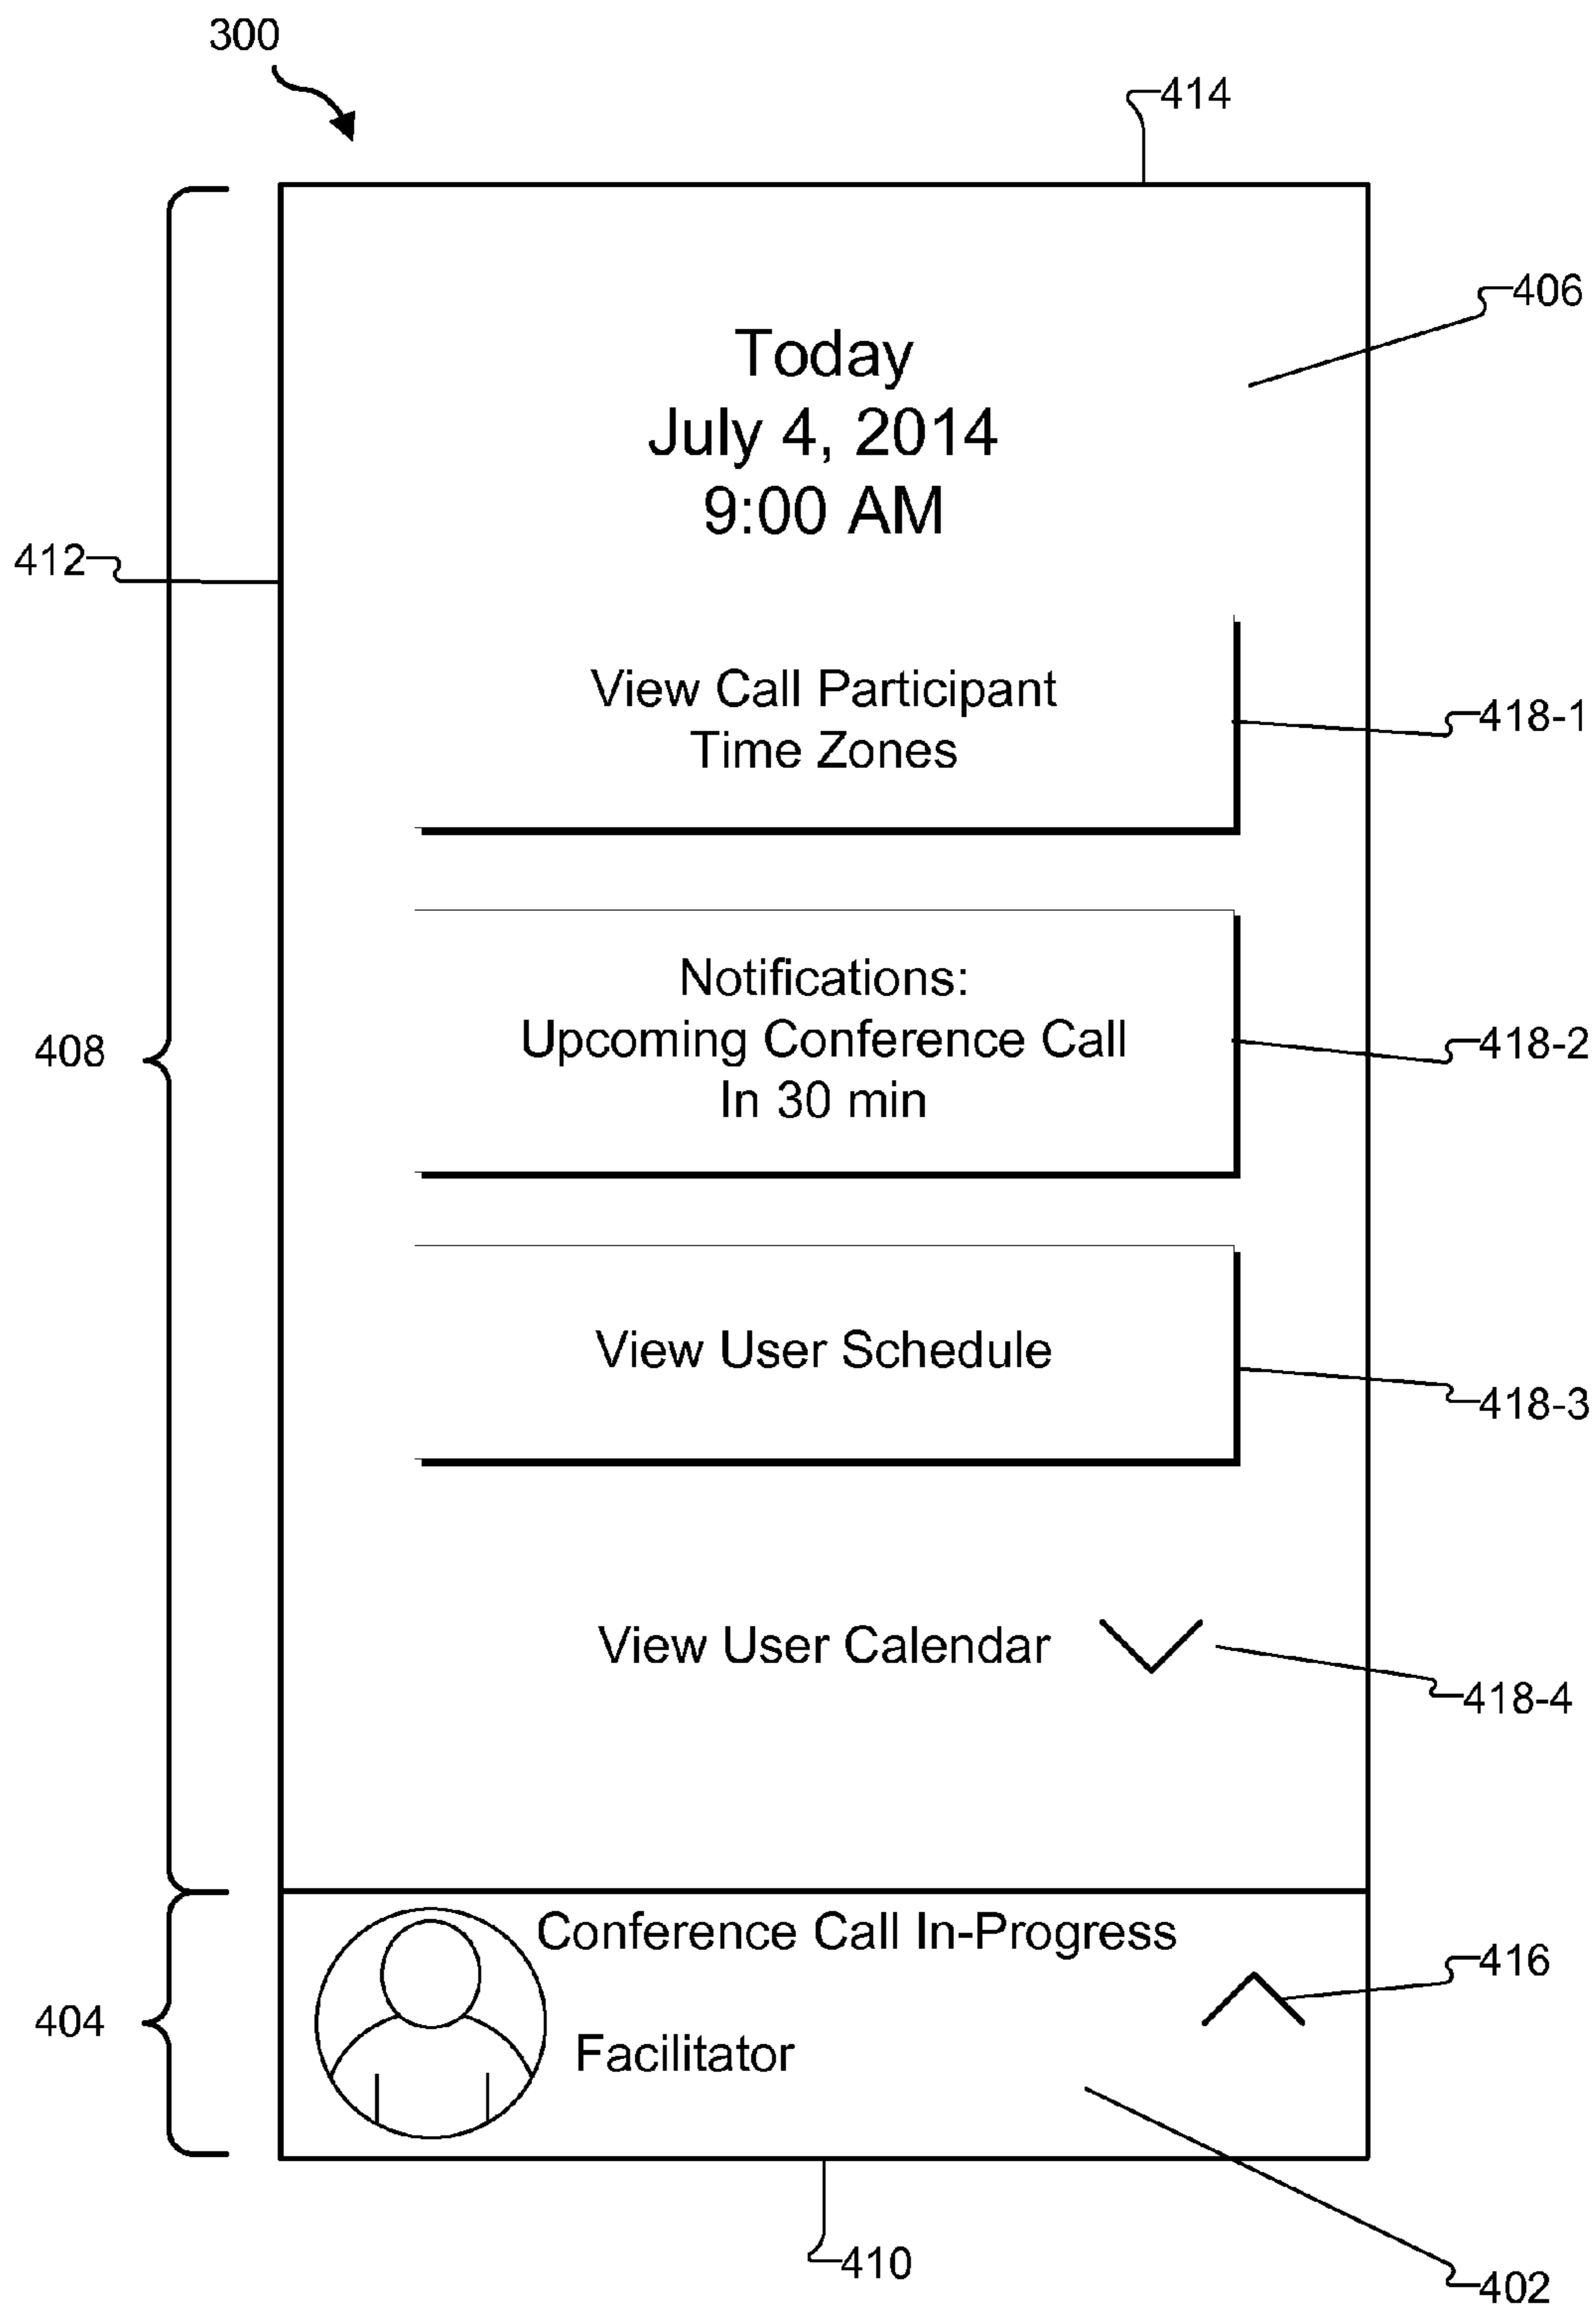 300
414
406
Today
July 4, 2014
9:00 AM
412
View Call Participant
Time Zones
418-1
Notifications:
Upcoming Conference Call
In 30 min
418-2
408
View User Schedule
418-3
View User Calendar
418-4
Conference Call In-Progress
416
404
Facilitator
410
402